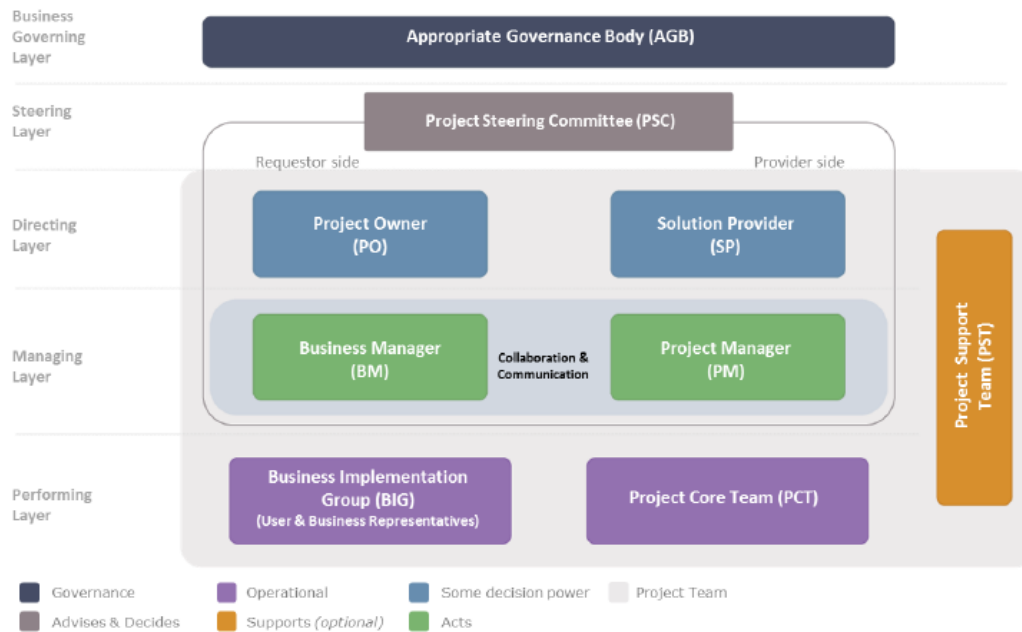 Business
Governing
Layer
Appropriate Governance Body (AGB)
Steering
Layer
Project Steering Committee (PSC)
Requestor side
Provider side
Directing
Layer
Project Owner
(PO)
Solution Provider
(SP)
Managing
Layer
Business Manager
(BM)
Collaboration &
Communication
Project Manager
(PM)
Project Support
Team (PST)
Performing
Layer
Business Implementation
Group (BIG)
(User & Business Representatives)
Project Core Team (PCT)
Governance
Operational
Some decision power
Project Team
Advises & Decides
Supports (optional)
Acts